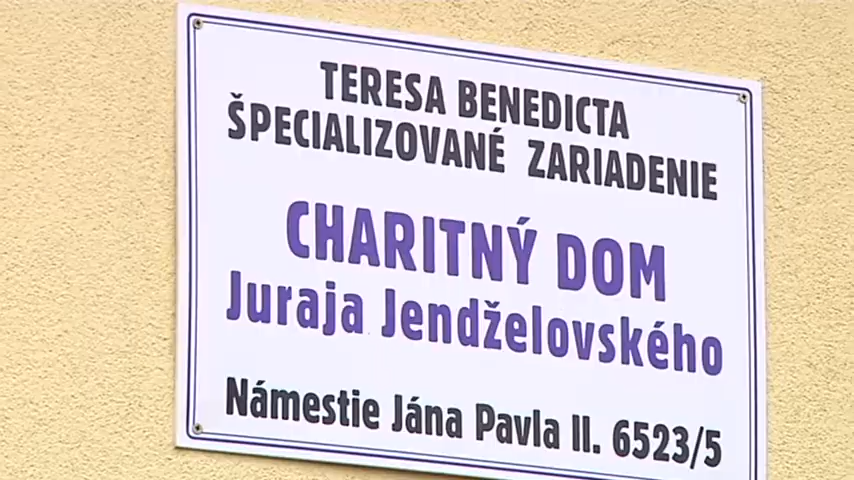 TERESA BENEDICTA
ŠPECIALIZOVANÉ ZARIADENIE
CHARITNÝ DOM
Juraja Jendželovského
Námestie Jána Pavla II. 6523/5